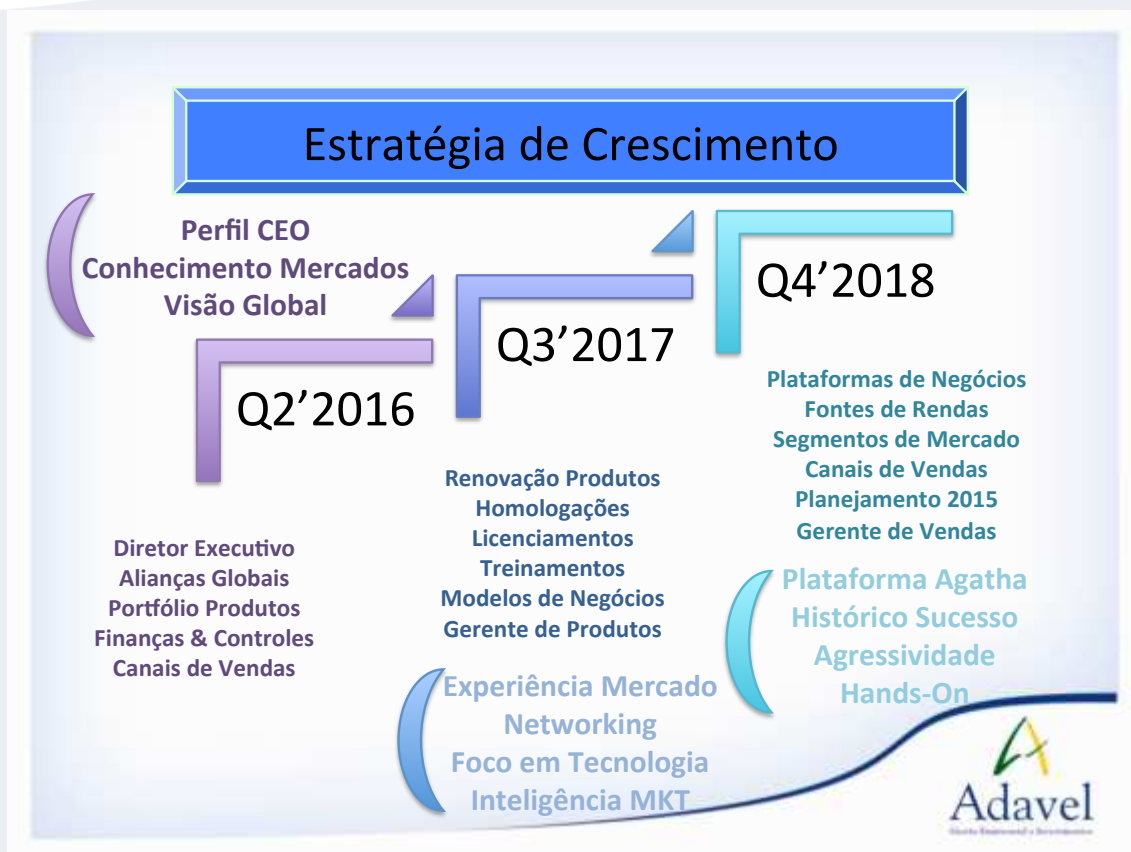 Estratégia de Crescimento
Perfil CEO
Conhecimento Mercados
Visão Global
Q2’2016
Diretor Executivo
Alianças Globais
Portfólio Produtos
Finanças & Controles
Canais de Vendas
Q3’2017
Renovação Produtos
Homologações
Licenciamentos
Treinamentos
Modelos de Negócios
Gerente de Produtos
Experiência Mercado
Networking
Foco em Tecnologia
Inteligência MKT
Q4’2018
Plataformas de Negócios
Fontes de Rendas
Segmentos de Mercado
Canais de Vendas
Planejamento 2015
Gerente de Vendas
Plataforma Agatha
Histórico Sucesso
Agressividade
Hands-On
Adavel
Gestão Empresarial e Investimentos